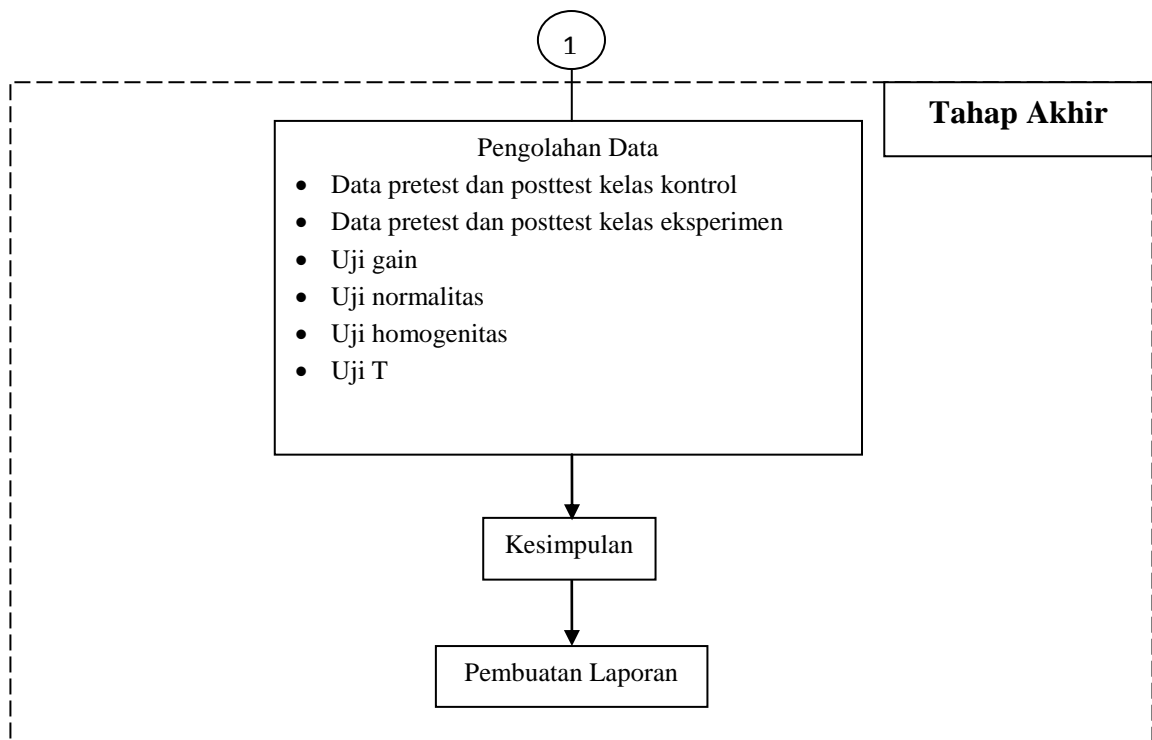 1
Tahap Akhir
Pengolahan Data
• Data pretest dan posttest kelas kontrol
• Data pretest dan posttest kelas eksperimen
• Uji gain
• Uji normalitas
• Uji homogenitas
• Uji T
Kesimpulan
Pembuatan Laporan